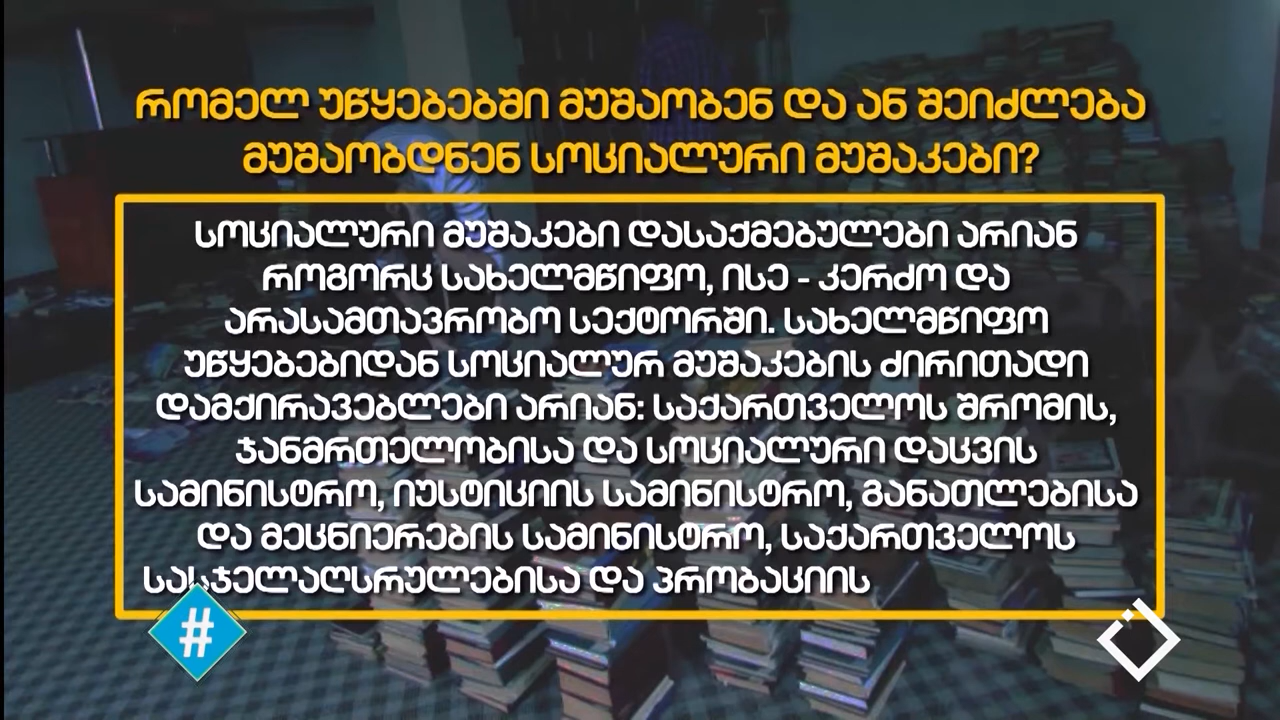 რომელ უწყებებში მუშაობენ და ან შეიძლება
მუშაობდნენ სოციალური მუშაკები?
სოციალური მუშაკები დასაქმებულები არიან
როგორც სახელმწიფო, ისე - კერძო და
არასამთავრობო სექტორში. სახელმწიფო
უწყებებიდან სოციალურ მუშაკების ძირითადი
დამქირავებლები არიან: საქართველოს შრომის,
ჯანმრთელობისა და სოციალური დაცვის
სამინისტრო, იუსტიციის სამინისტრო, განათლებისა
და მეცნიერების სამინისტრო, საქართველოს
სასჯელაღსრულებისა და პრობაციის
#